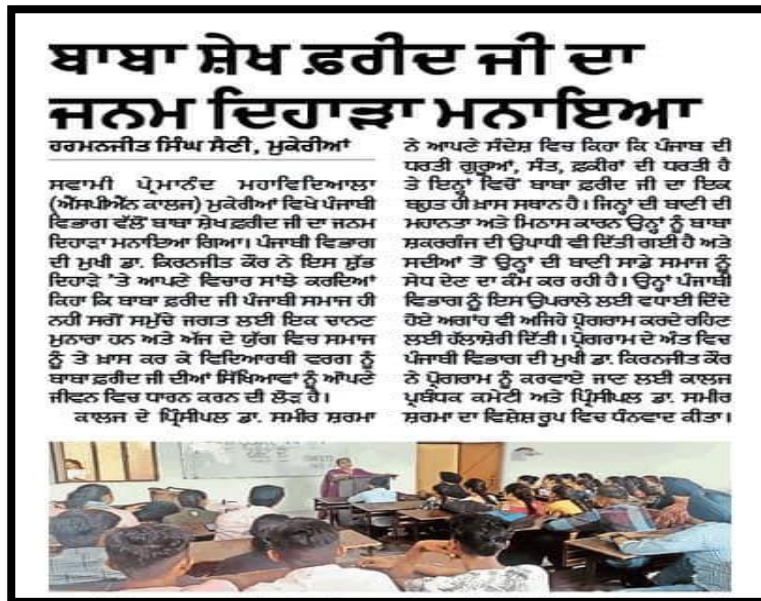 ਬਾਬਾ ਸ਼ੇਖ ਫ਼ਰੀਦ ਜੀ ਦਾ
ਜਨਮ ਦਿਹਾੜਾ ਮਨਾਇਆ
ਹਰਮਨਜੀਤ ਸਿੰਘ ਸੈਣੀ, ਮੁਕੇਰੀਆਂ
ਸਵਾਮੀ ਪ੍ਰੇਮਾਨੰਦ ਮਹਾਵਿਦਿਆਲਾ
(ਐੱਸਪੀਐੱਨ ਕਾਲਜ) ਮੁਕੇਰੀਆਂ ਵਿਖੇ ਪੰਜਾਬੀ
ਵਿਭਾਗ ਵੱਲੋਂ ਬਾਬਾ ਸ਼ੇਖ ਫ਼ਰੀਦ ਜੀ ਦਾ ਜਨਮ
ਦਿਹਾੜਾ ਮਨਾਇਆ ਗਿਆ। ਪੰਜਾਬੀ ਵਿਭਾਗ
ਦੀ ਮੁਖੀ ਡਾ. ਕਿਰਨਜੀਤ ਕੌਰ ਨੇ ਇਸ ਸ਼ੁੱਭ
ਦਿਹਾੜੇ 'ਤੇ ਆਪਣੇ ਵਿਚਾਰ ਸਾਂਝੇ ਕਰਦਿਆਂ
ਕਿਹਾ ਕਿ ਬਾਬਾ ਫ਼ਰੀਦ ਜੀ ਪੰਜਾਬੀ ਸਮਾਜ ਹੀ
ਨਹੀਂ ਸਗੋਂ ਸਮੁੱਚੇ ਜਗਤ ਲਈ ਇਕ ਚਾਨਣ
ਮੁਨਾਰਾ ਹਨ ਅਤੇ ਅੱਜ ਦੇ ਯੁੱਗ ਵਿਚ ਸਮਾਜ
ਨੂੰ ਤੇ ਖ਼ਾਸ ਕਰ ਕੇ ਵਿਦਿਆਰਥੀ ਵਰਗ ਨੂੰ
ਬਾਬਾ ਫ਼ਰੀਦ ਜੀ ਦੀਆਂ ਸਿੱਖਿਆਵਾਂ ਨੂੰ ਆਪਣੇ
ਜੀਵਨ ਵਿਚ ਧਾਰਨ ਕਰਨ ਦੀ ਲੋੜ ਹੈ।
ਕਾਲਜ ਦੇ ਪ੍ਰਿੰਸੀਪਲ ਡਾ. ਸਮੀਰ ਸ਼ਰਮਾ
ਨੇ ਆਪਣੇ ਸੰਦੇਸ਼ ਵਿਚ ਕਿਹਾ ਕਿ ਪੰਜਾਬ ਦੀ
ਧਰਤੀ ਗੁਰੂਆਂ, ਸੰਤ, ਫ਼ਕੀਰਾਂ ਦੀ ਧਰਤੀ ਹੈ
ਤੇ ਇਨ੍ਹਾਂ ਵਿਚੋਂ ਬਾਬਾ ਫ਼ਰੀਦ ਜੀ ਦਾ ਇਕ
ਬਹੁਤ ਹੀ ਖ਼ਾਸ ਸਥਾਨ ਹੈ। ਜਿਨ੍ਹਾਂ ਦੀ ਬਾਣੀ ਦੀ
ਮਹਾਨਤਾ ਅਤੇ ਮਿਠਾਸ ਕਾਰਨ ਉਨ੍ਹਾਂ ਨੂੰ ਬਾਬਾ
ਸ਼ਕਰਗੰਜ ਦੀ ਉਪਾਧੀ ਵੀ ਦਿੱਤੀ ਗਈ ਹੈ ਅਤੇ
ਸਦੀਆਂ ਤੋਂ ਉਨ੍ਹਾਂ ਦੀ ਬਾਣੀ ਸਾਡੇ ਸਮਾਜ ਨੂੰ
ਸੇਧ ਦੇਣ ਦਾ ਕੰਮ ਕਰ ਰਹੀ ਹੈ। ਉਨ੍ਹਾਂ ਪੰਜਾਬੀ
ਵਿਭਾਗ ਨੂੰ ਇਸ ਉਪਰਾਲੇ ਲਈ ਵਧਾਈ ਦਿੰਦੇ
ਹੋਏ ਅਗਾਂਹ ਵੀ ਅਜਿਹੇ ਪ੍ਰੋਗਰਾਮ ਕਰਦੇ ਰਹਿਣ
ਲਈ ਹੱਲਾਸ਼ੇਰੀ ਦਿੱਤੀ। ਪ੍ਰੋਗਰਾਮ ਦੇ ਅੰਤ ਵਿਚ
ਪੰਜਾਬੀ ਵਿਭਾਗ ਦੀ ਮੁਖੀ ਡਾ. ਕਿਰਨਜੀਤ ਕੌਰ
ਨੇ ਪ੍ਰੋਗਰਾਮ ਨੂੰ ਕਰਵਾਏ ਜਾਣ ਲਈ ਕਾਲਜ
ਪ੍ਰਬੰਧਕ ਕਮੇਟੀ ਅਤੇ ਪ੍ਰਿੰਸੀਪਲ ਡਾ. ਸਮੀਰ
ਸ਼ਰਮਾ ਦਾ ਵਿਸ਼ੇਸ਼ ਰੂਪ ਵਿਚ ਧੰਨਵਾਦ ਕੀਤਾ।